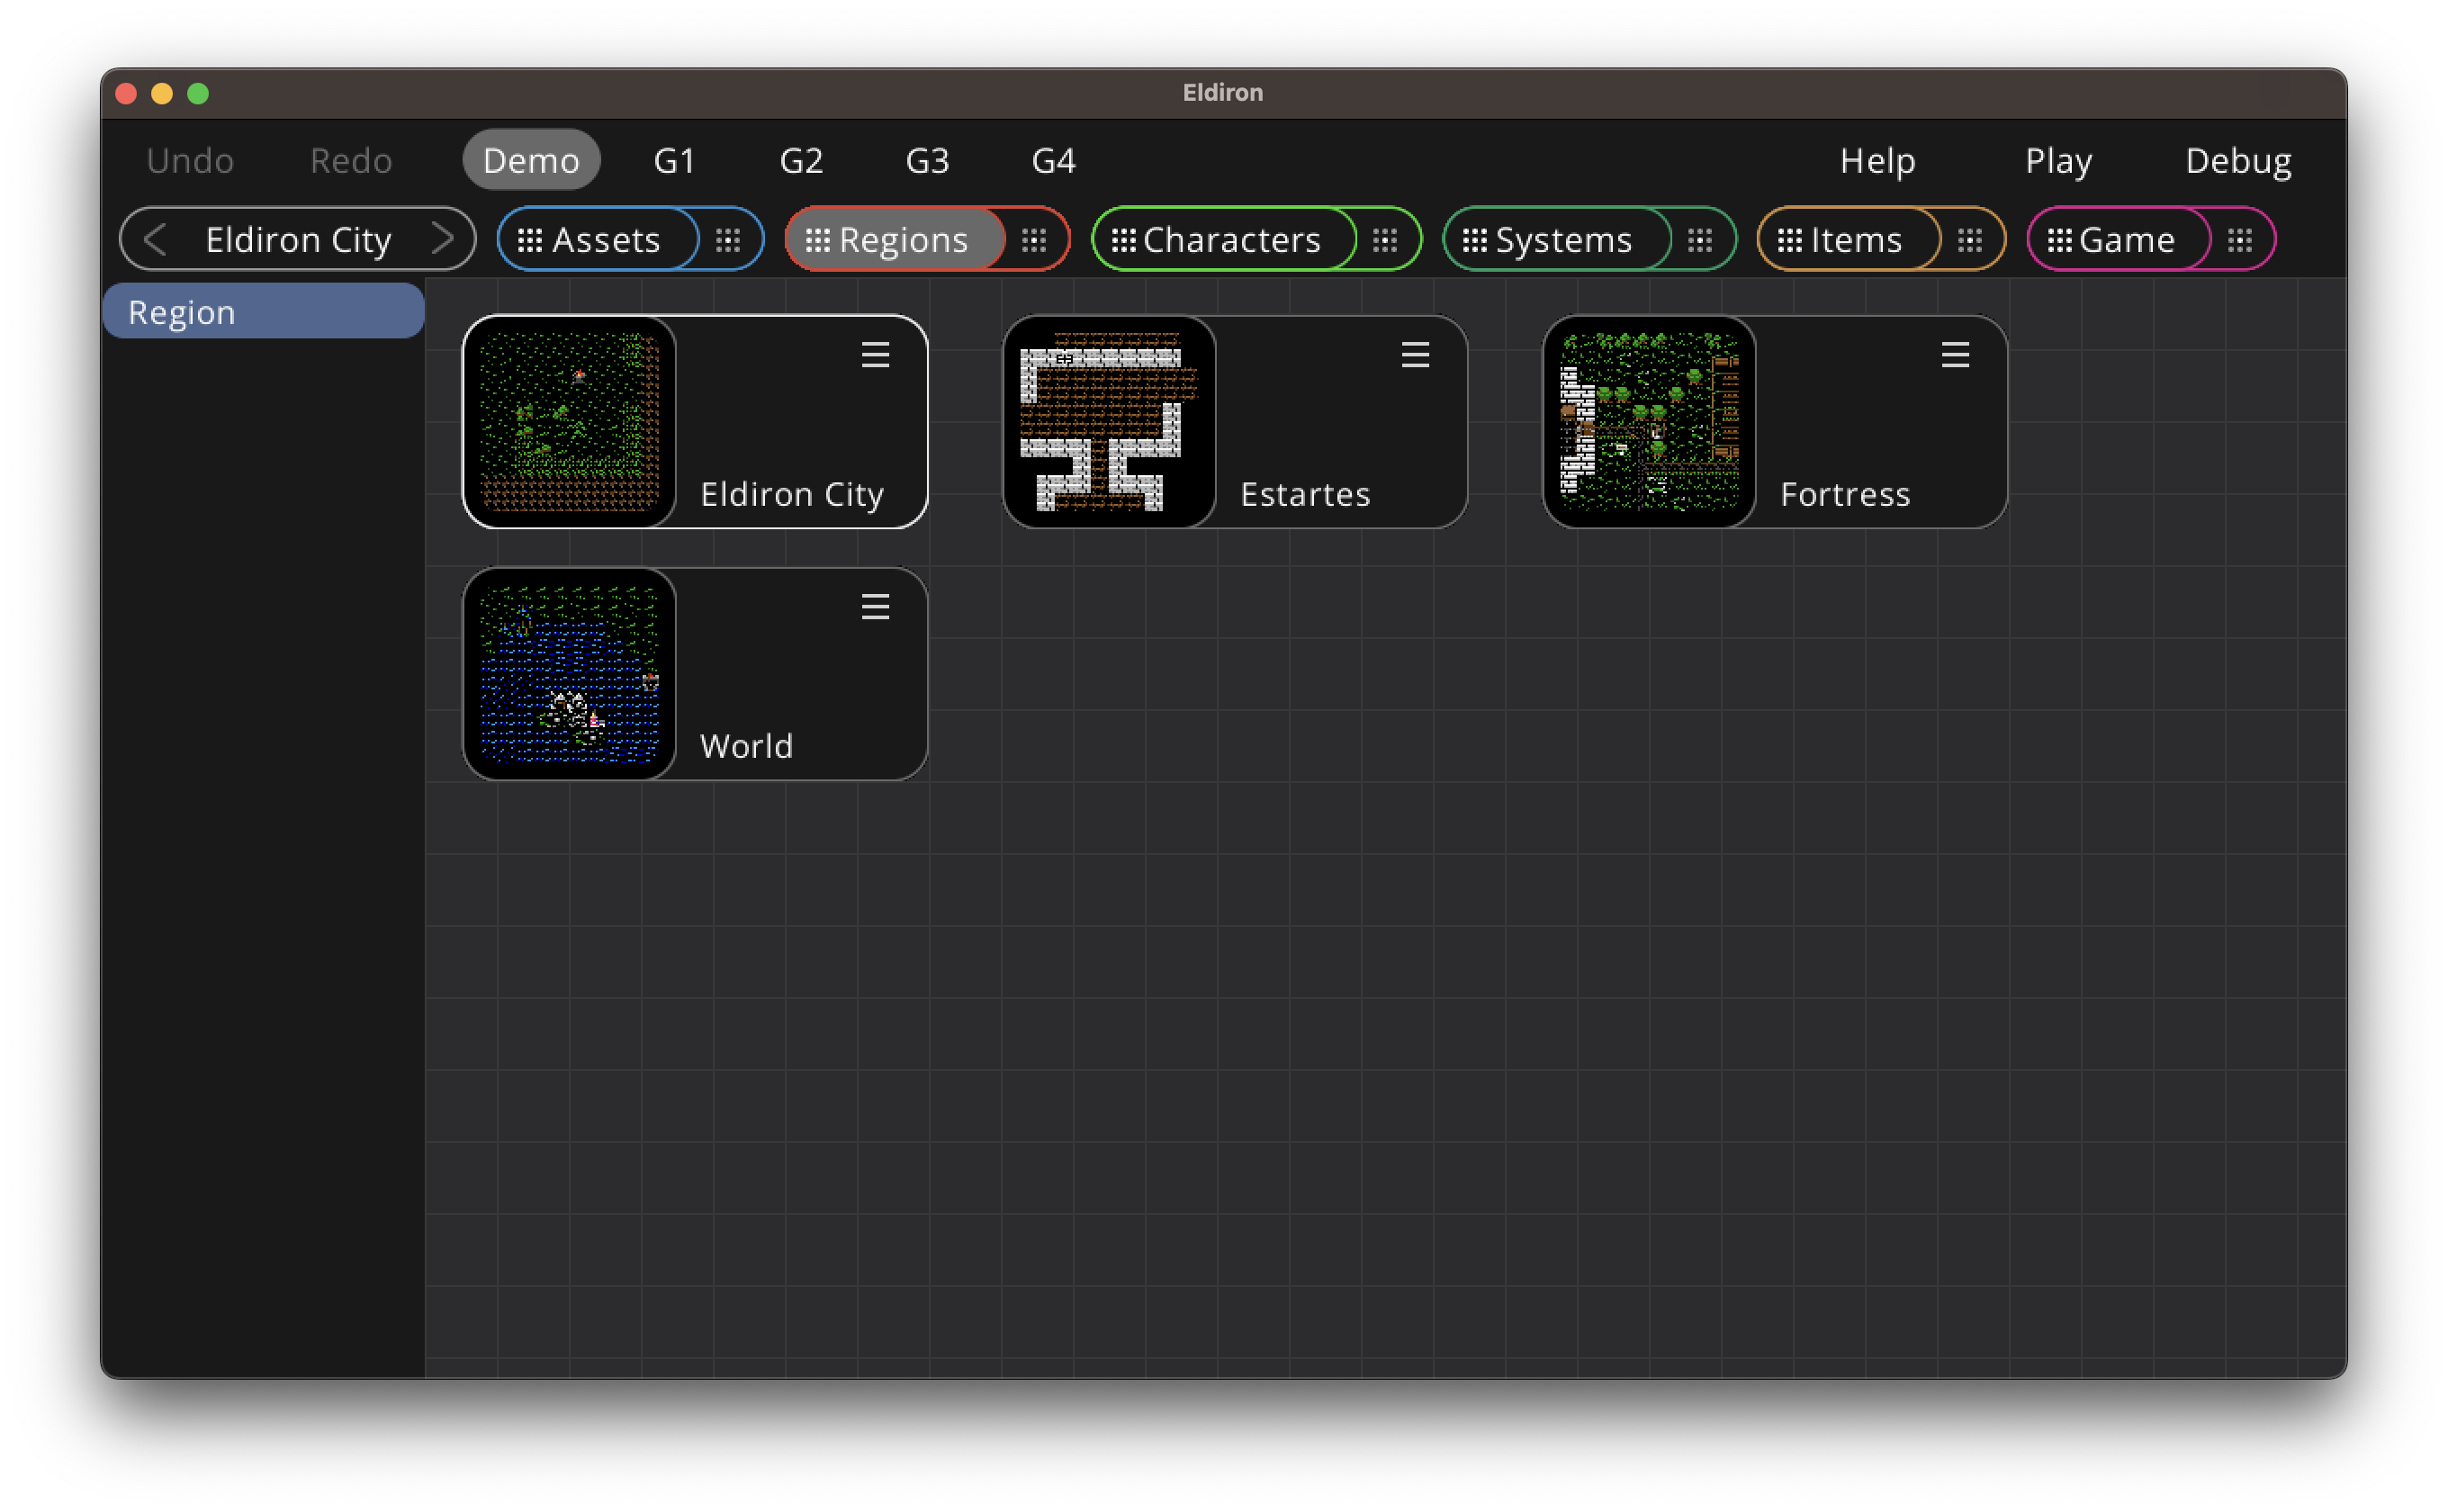 Eldiron
Undo Redo Demo G1 G2 G3 G4 Help Play Debug
Eldiron City Assets Regions Characters Systems Items Game
Region
Eldiron City Estartes Fortress
World